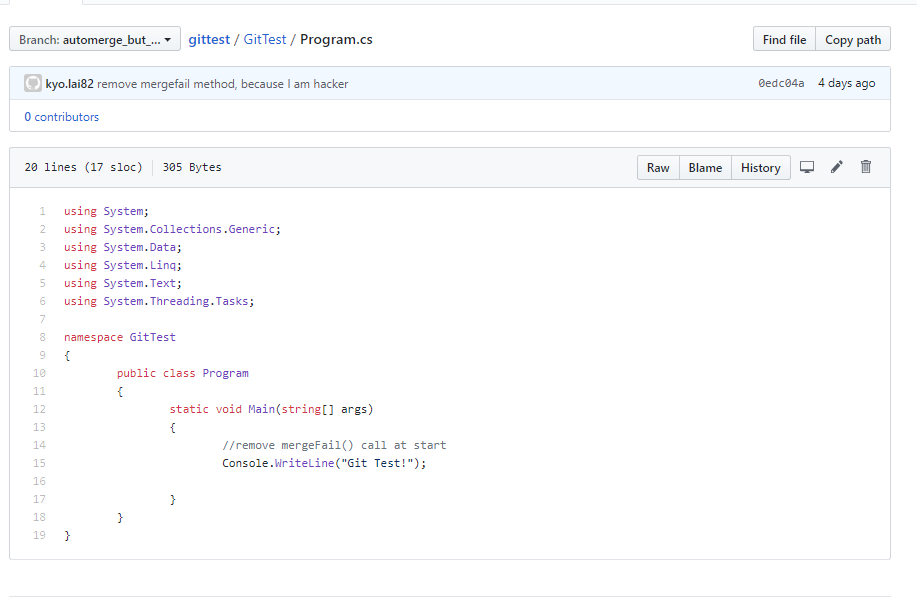 Branch: automerge_but_... gittest / GitTest / Program.cs Find file Copy path
kyo.lai82 remove mergefail method, because I am hacker 0edc04a 4 days ago
0 contributors
20 lines (17 sloc) 305 Bytes Raw Blame History
1 using System;
2 using System.Collections.Generic;
3 using System.Data;
4 using System.Linq;
5 using System.Text;
6 using System.Threading.Tasks;
7
8 namespace GitTest
9 {
10 public class Program
11 {
12 static void Main(string[] args)
13 {
14 //remove mergeFail() call at start
15 Console.WriteLine("Git Test!");
16
17 }
18 }
19 }